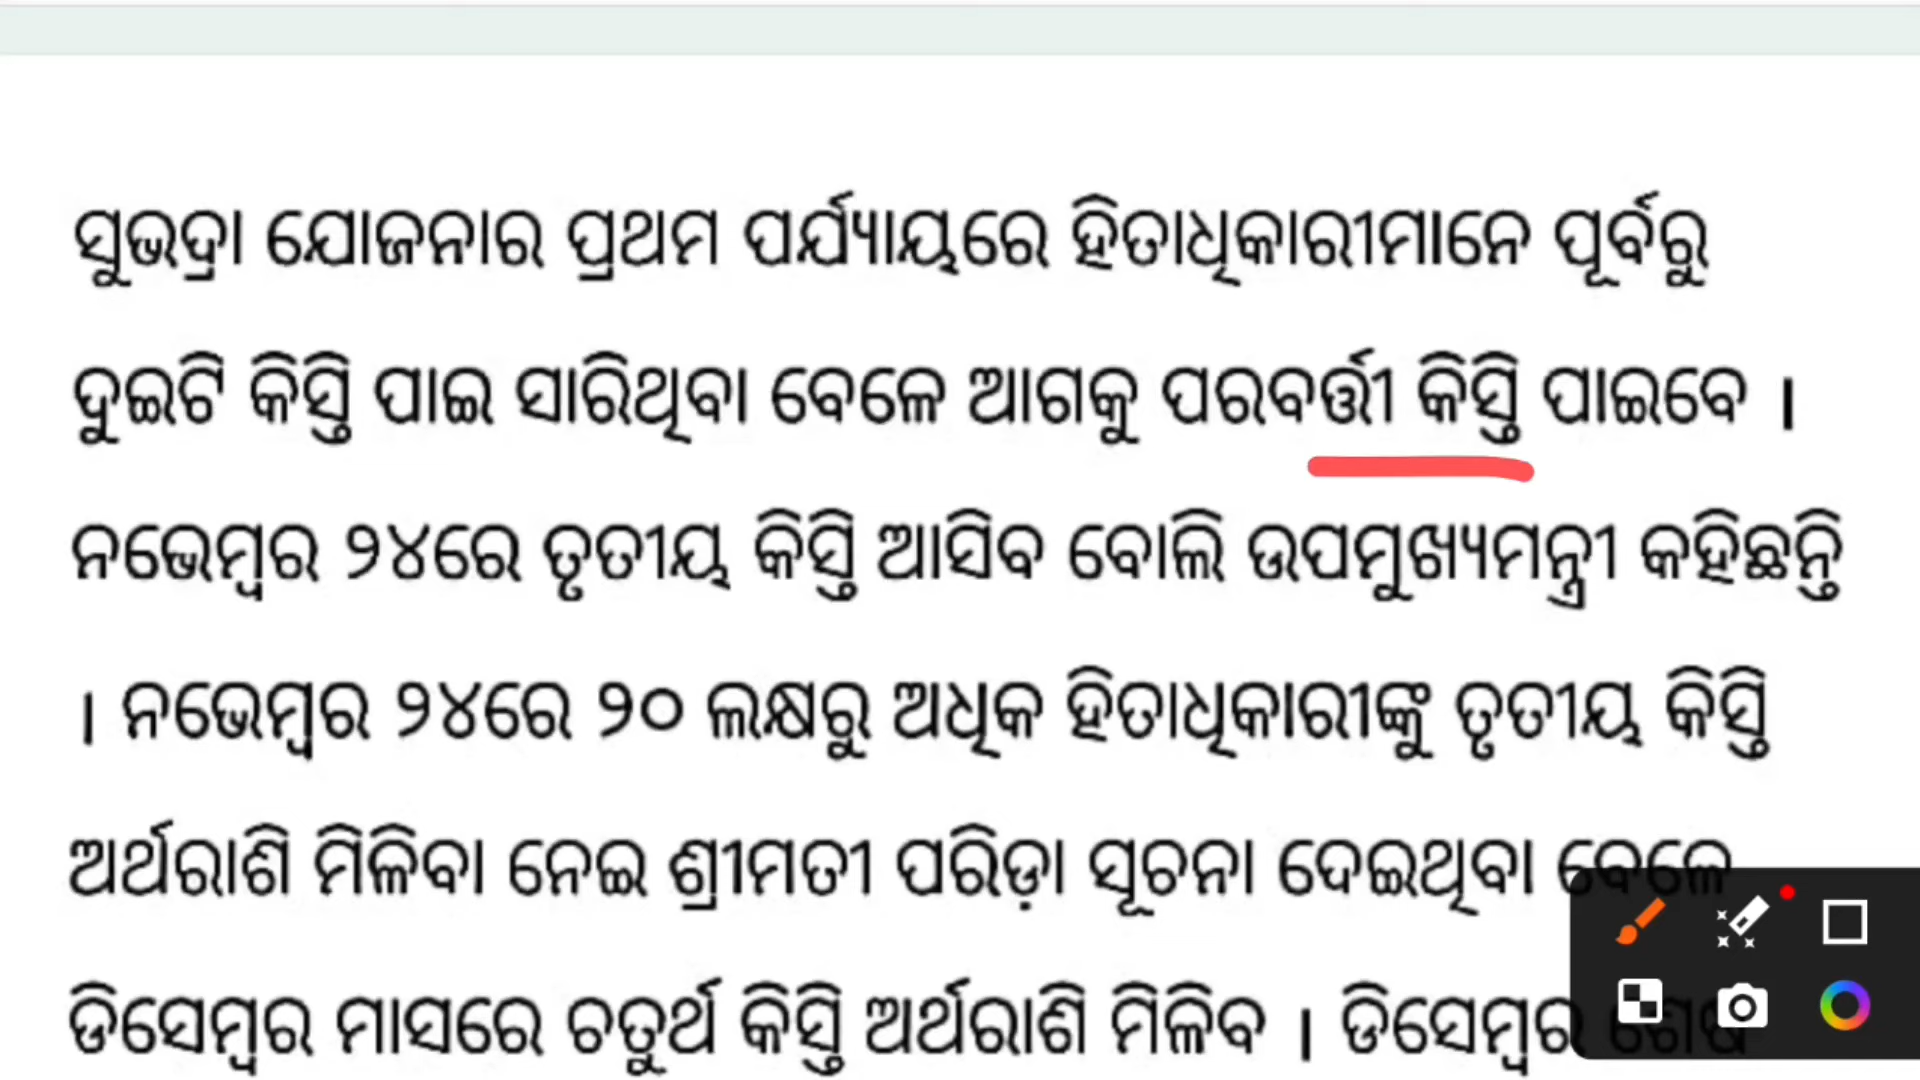 ସୁଭଦ୍ରା ଯୋଜନାର ପ୍ରଥମ ପର୍ଯ୍ୟାୟରେ ହିତାଧିକାରୀମାନେ ପୂର୍ବରୁ
ଦୁଇଟି କିସ୍ତି ପାଇ ସାରିଥିବା ବେଳେ ଆଗକୁ ପରବର୍ତ୍ତୀ କିସ୍ତି ପାଇବେ ।
ନଭେମ୍ବର ୨୪ରେ ତୃତୀୟ କିସ୍ତି ଆସିବ ବୋଲି ଉପମୁଖ୍ୟମନ୍ତ୍ରୀ କହିଛନ୍ତି
। ନଭେମ୍ବର ୨୪ରେ ୨୦ ଲକ୍ଷରୁ ଅଧିକ ହିତାଧିକାରୀଙ୍କୁ ତୃତୀୟ କିସ୍ତି
ଅର୍ଥରାଶି ମିଳିବା ନେଇ ଶ୍ରୀମତୀ ପରିଡ଼ା ସୂଚନା ଦେଇଥିବା ବେଳେ
ଡିସେମ୍ବର ମାସରେ ଚତୁର୍ଥ କିସ୍ତି ଅର୍ଥରାଶି ମିଳିବ । ଡିସେମ୍ବର ଶେଷ